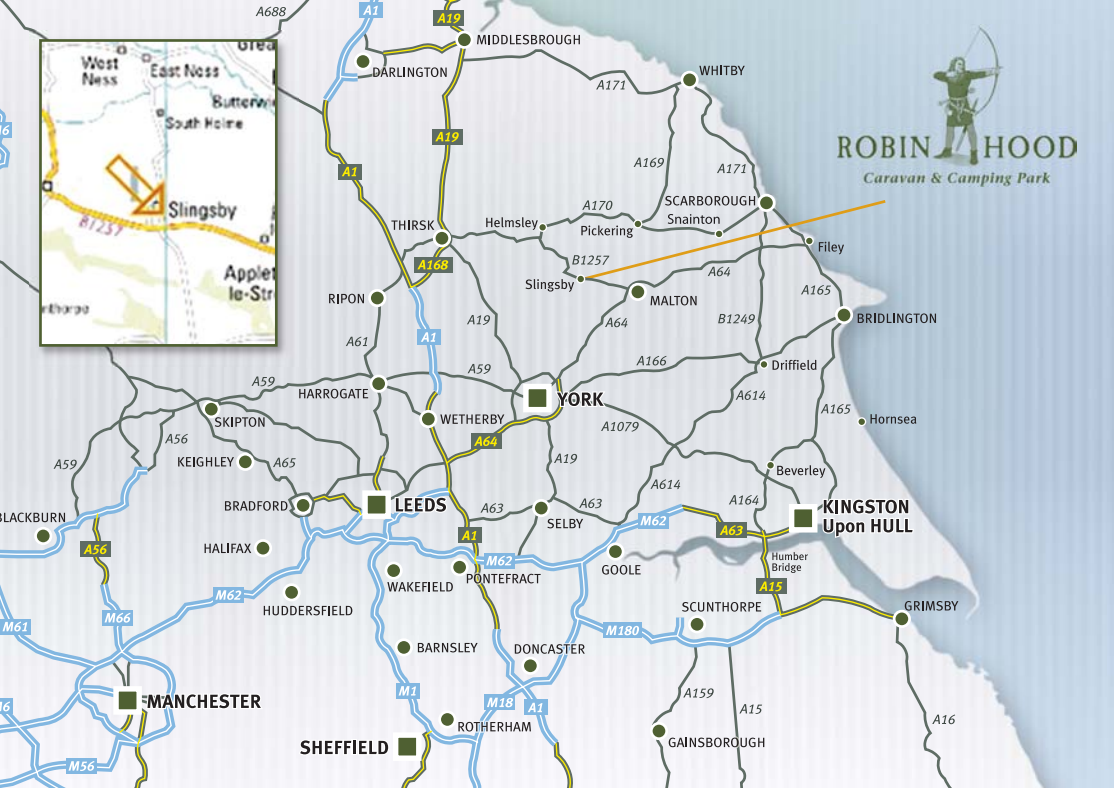 A688
A1
A19
MIDDLESBROUGH
DARLINGTON
A171
WHITBY
West
Ness
East Ness
South Holme
Slingsby
B1257
Applet
le-Str
ROBIN HOOD
Caravan & Camping Park
A1
A19
A169
A171
SCARBOROUGH
Snainton
A170
Pickering
Helmsley
THIRSK
A168
B1257
Slingsby
A64
Filey
MALTON
A165
RIPON
A19
A64
A1
B1249
BRIDLINGTON
A61
A59
A166
Driffield
A59
HARROGATE
YORK
A614
A165
Hornsea
SKIPTON
WETHERBY
A64
A1079
A56
KEIGHLEY
A65
A59
A19
A614
Beverley
BRADFORD
LEEDS
A63
SELBY
A63
A164
KINGSTON
Upon HULL
M62
A63
BLACKBURN
A56
HALIFAX
A1
M62
PONTEFRACT
WAKEFIELD
GOOLE
Humber
Bridge
A15
M62
HUDDERSFIELD
SCUNTHORPE
GRIMSBY
M66
M61
M180
BARNSLEY
DONCASTER
M1
M18
A1
A159
A15
A16
MANCHESTER
ROTHERHAM
SHEFFIELD
GAINSBOROUGH
M56